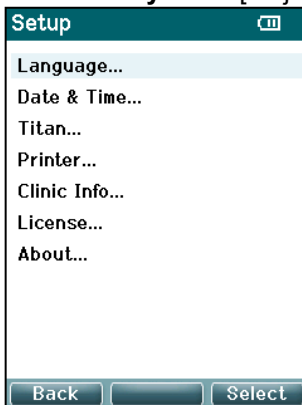 Setup
Language...
Date & Time...
Titan...
Printer...
Clinic Info...
License...
About...
Back
Select